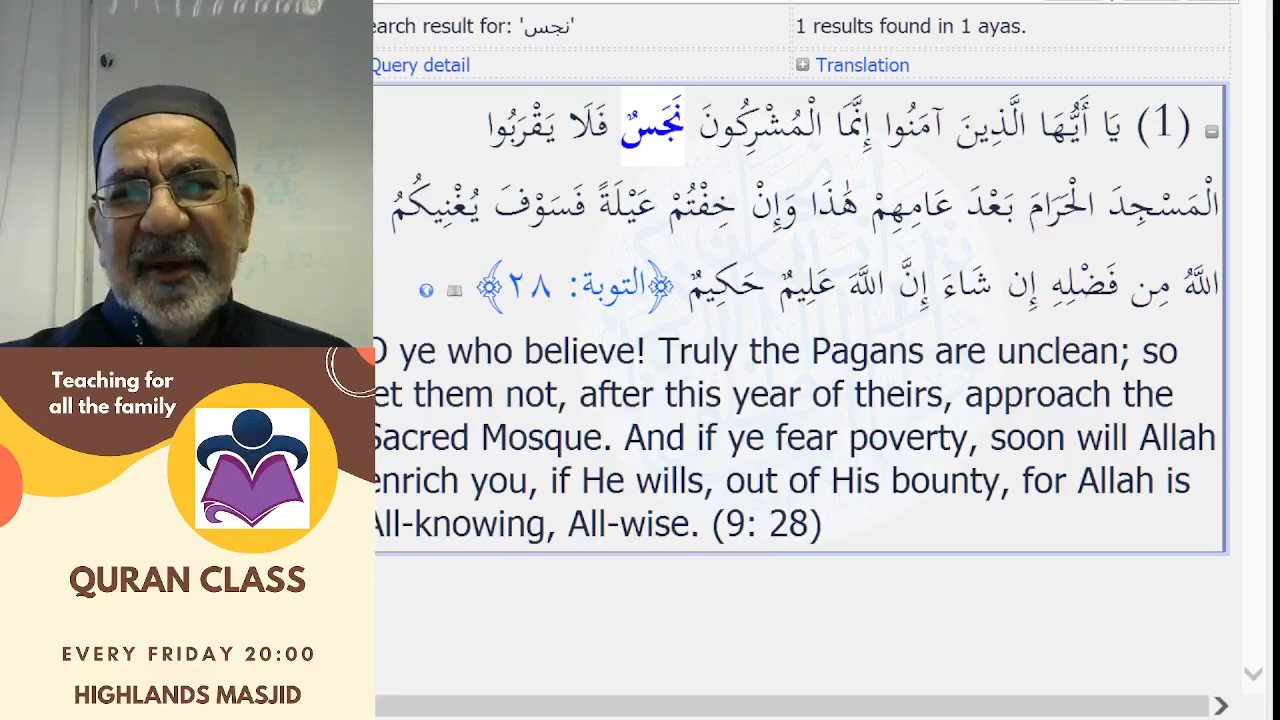 earch result for: 'نجس'
1 results found in 1 ayas.
Query detail
Translation
(1) يَا أَيُّهَا الَّذِينَ آمَنُوا إِنَّمَا الْمُشْرِكُونَ نَجَسٌ فَلَا يَقْرَبُوا
الْمَسْجِدَ الْحَرَامَ بَعْدَ عَامِهِمْ هَٰذَا وَإِنْ خِفْتُمْ عَيْلَةً فَسَوْفَ يُغْنِيكُمُ
اللَّهُ مِن فَضْلِهِ إِن شَاءَ إِنَّ اللَّهَ عَلِيمٌ حَكِيمٌ ﴿التوبة: ٢٨﴾
O ye who believe! Truly the Pagans are unclean; so
let them not, after this year of theirs, approach the
Sacred Mosque. And if ye fear poverty, soon will Allah
enrich you, if He wills, out of His bounty, for Allah is
All-knowing, All-wise. (9: 28)
Teaching for
all the family
QURAN CLASS
EVERY FRIDAY 20:00
HIGHLANDS MASJID